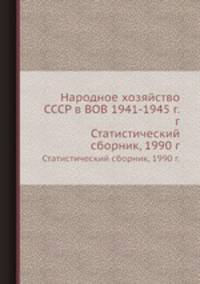 Народное хозяйство
СССР в ВОВ 1941-1945 г.
г
Статистический
сборник, 1990 г
Статистический сборник, 1990 г.